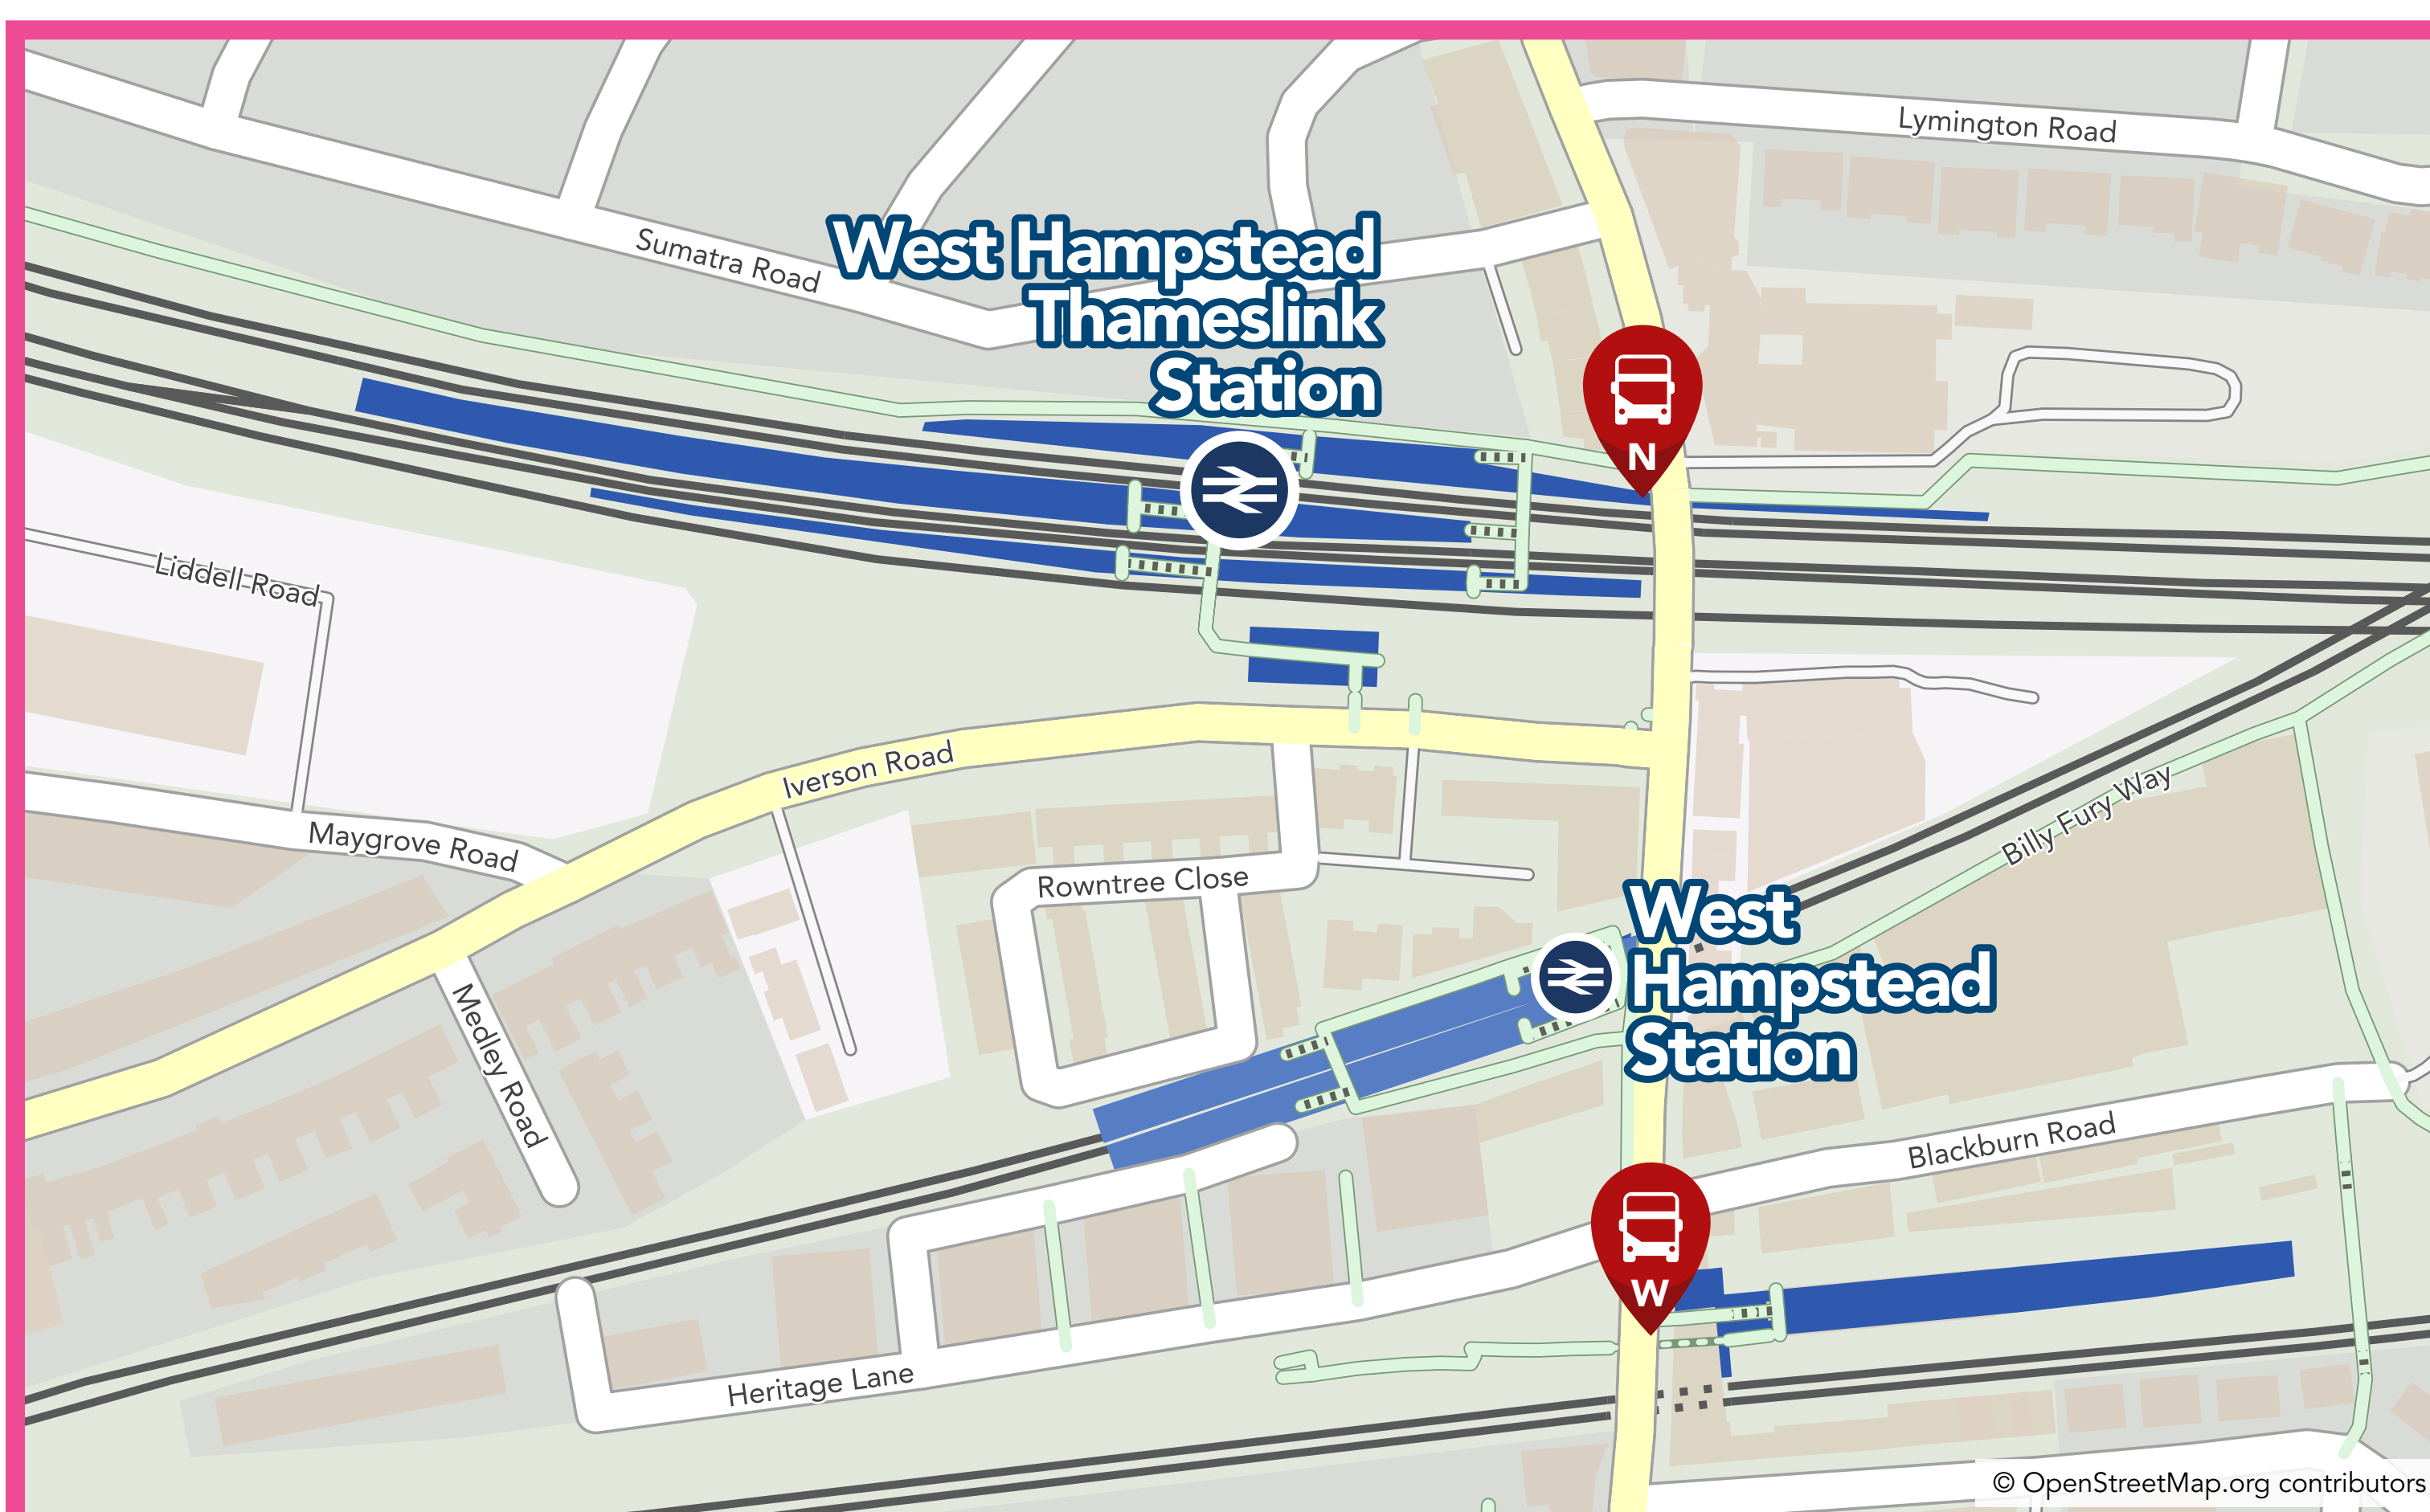 Lymington Road
Sumatra Road
West Hampstead
Thameslink
Station
N
Liddell Road
Iverson Road
Maygrove Road
Billy Fury Way
Rowntree Close
West
Hampstead
Station
Medley Road
Blackburn Road
W
Heritage Lane
© OpenStreetMap.org contributors